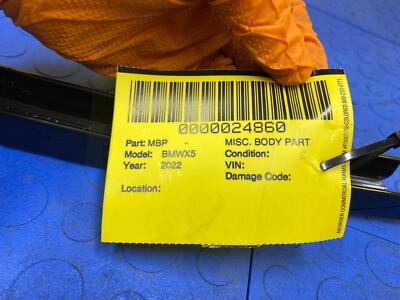 0000024860
Part: MBP - MISC. BODY PART
Model: BMWX5 Condition:
Year: 2022 VIN:
Damage Code:
Location: